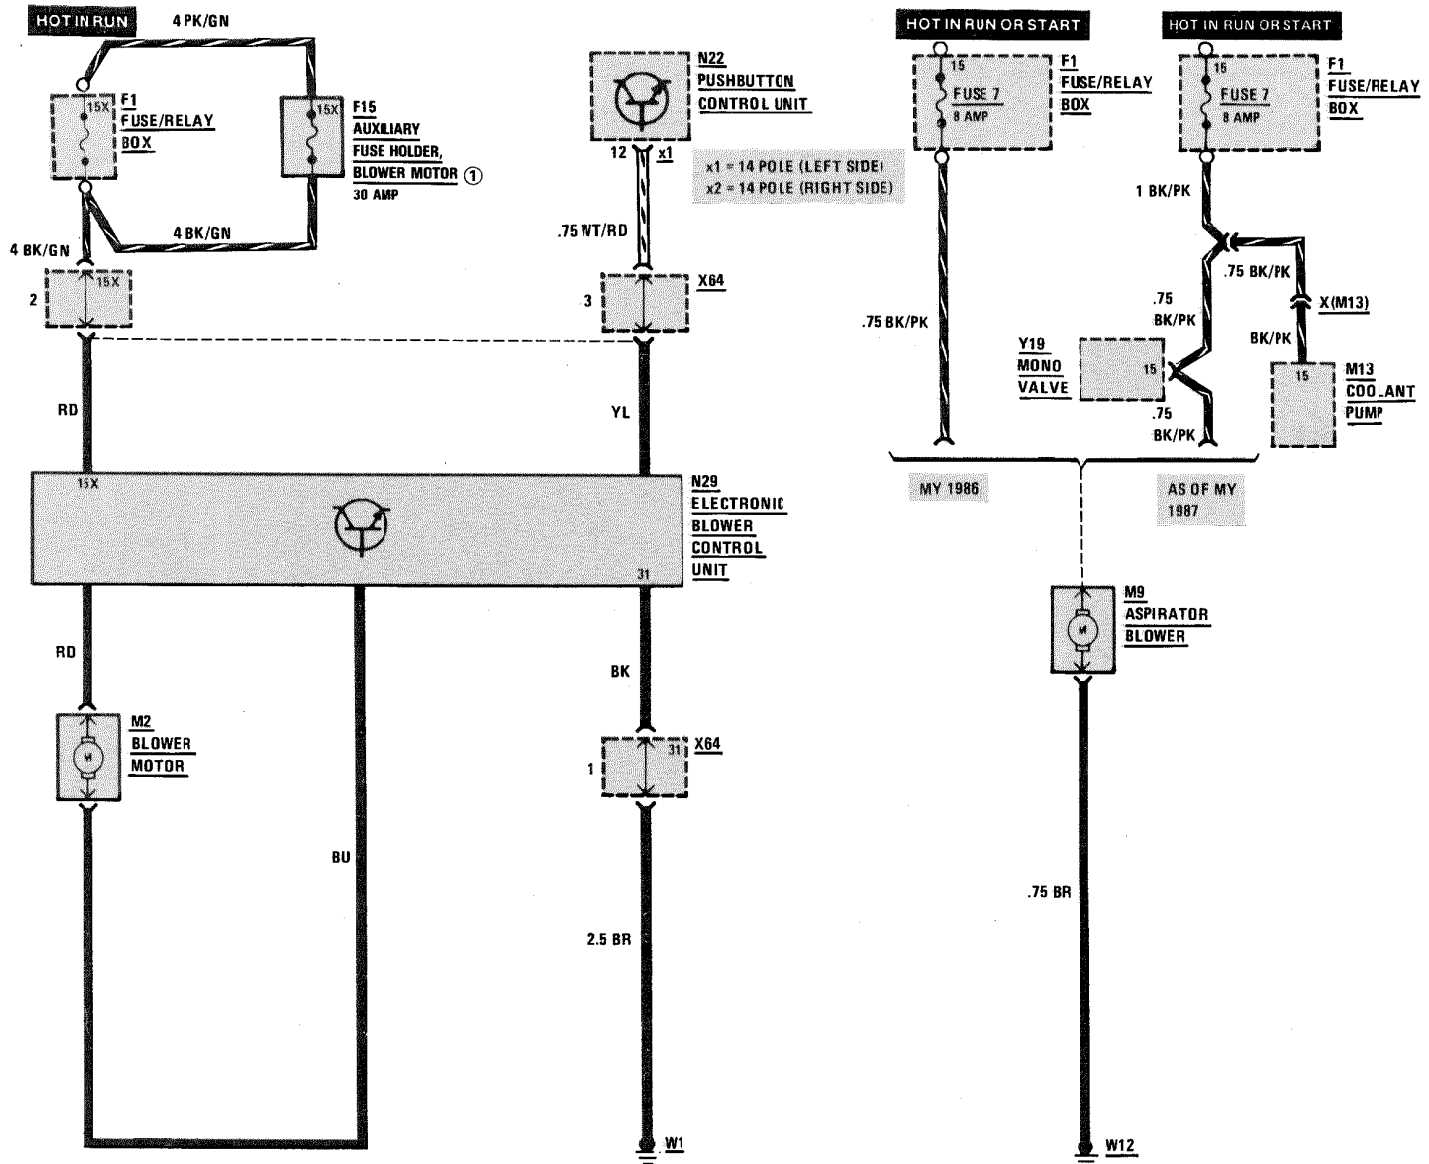 HOT IN RUN
4 PK/GN
15X
F1
FUSE/RELAY
BOX
15X
F15
AUXILIARY
FUSE HOLDER,
BLOWER MOTOR ①
30 AMP
4 BK/GN
4 BK/GN
2
15X
RD
N22
PUSHBUTTON
CONTROL UNIT
12
x1
x1 = 14 POLE (LEFT SIDE)
x2 = 14 POLE (RIGHT SIDE)
.75 WT/RD
3
X64
YL
15X
31
N29
ELECTRONIC
BLOWER
CONTROL
UNIT
RD
M2
BLOWER
MOTOR
M
BU
BK
1
31
X64
2.5 BR
W1
HOT IN RUN OR START
15
FUSE 7
8 AMP
F1
FUSE/RELAY
BOX
.75 BK/PK
MY 1986
HOT IN RUN OR START
15
FUSE 7
8 AMP
F1
FUSE/RELAY
BOX
1 BK/PK
.75 BK/PK
X(M13)
BK/PK
15
M13
COOLANT
PUMP
.75
BK/PK
Y19
MONO
VALVE
15
.75
BK/PK
AS OF MY
1987
M9
ASPIRATOR
BLOWER
M
.75 BR
W12